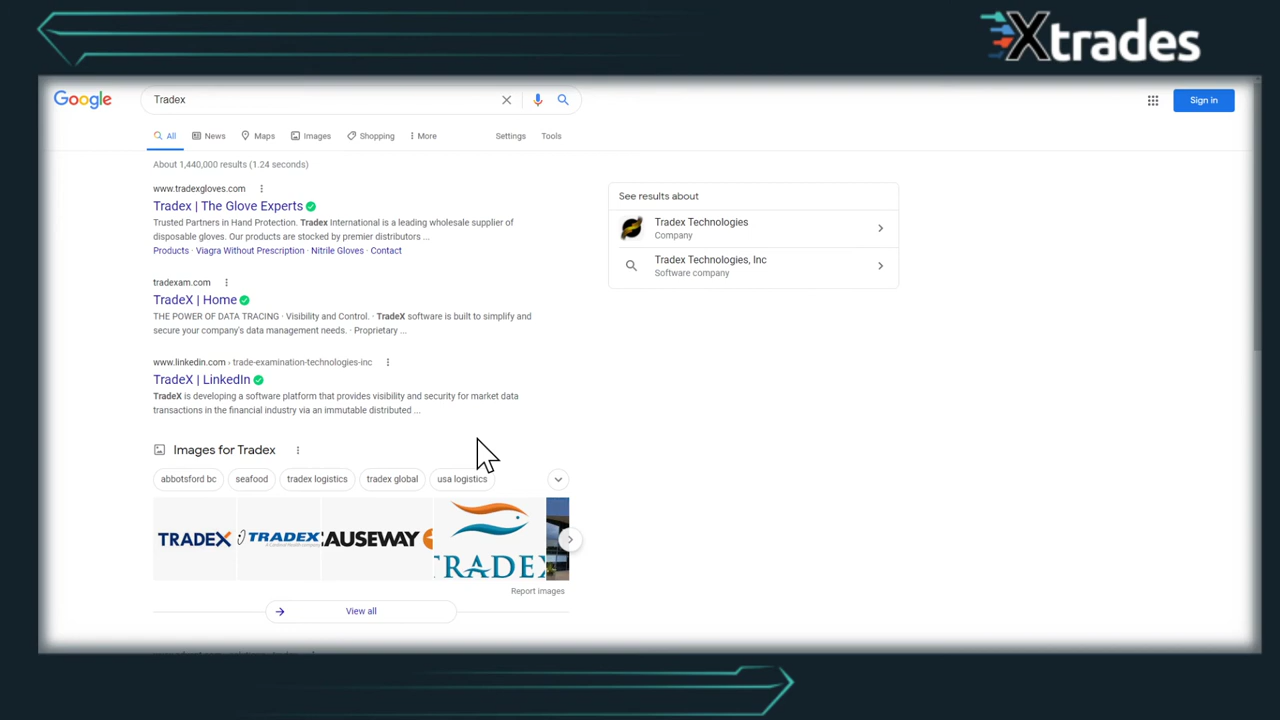 Xtrades
Google
Tradex
Sign in
All
News
Maps
Images
Shopping
More
Settings
Tools
About 1,440,000 results (1.24 seconds)
www.tradexgloves.com
Tradex | The Glove Experts
Trusted Partners in Hand Protection. Tradex International is a leading wholesale supplier of
disposable gloves. Our products are stocked by premier distributors ...
Products · Viagra Without Prescription · Nitrile Gloves · Contact
tradexam.com
TradeX | Home
THE POWER OF DATA TRACING · Visibility and Control. · TradeX software is built to simplify and
secure your company's data management needs. · Proprietary ...
www.linkedin.com › trade-examination-technologies-inc
TradeX | LinkedIn
TradeX is developing a software platform that provides visibility and security for market data
transactions in the financial industry via an immutable distributed ...
Images for Tradex
abbotsford bc
seafood
tradex logistics
tradex global
usa logistics
TRADEX
TRADEX
AUSEWAY
TRADEX
Report images
View all
See results about
Tradex Technologies
Company
Tradex Technologies, Inc
Software company